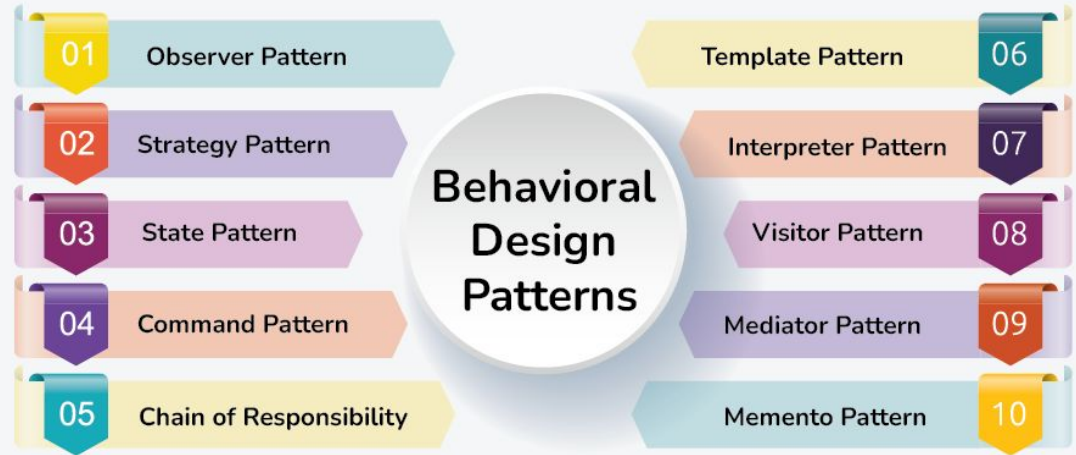 01 Observer Pattern
02 Strategy Pattern
03 State Pattern
04 Command Pattern
05 Chain of Responsibility
Behavioral
Design
Patterns
Template Pattern 06
Interpreter Pattern 07
Visitor Pattern 08
Mediator Pattern 09
Memento Pattern 10